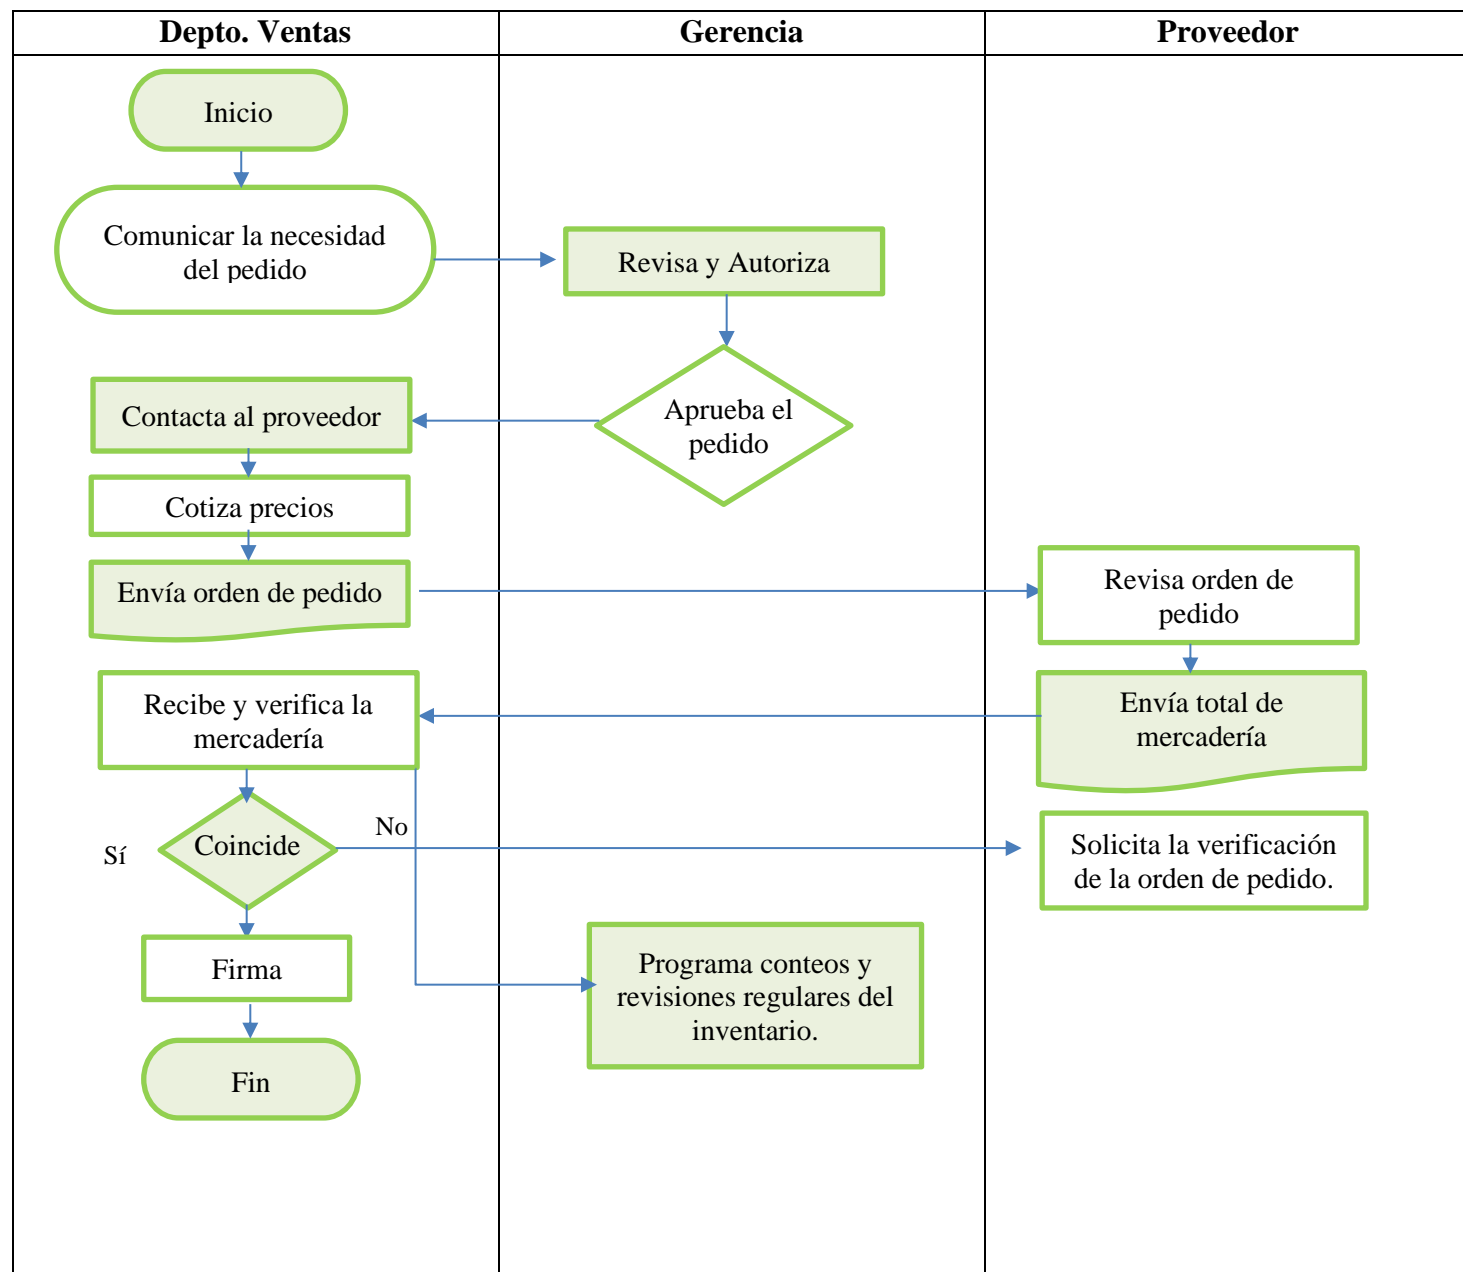 Depto. Ventas
Gerencia
Proveedor
Inicio
Comunicar la necesidad
del pedido
Revisa y Autoriza
Aprueba el
pedido
Contacta al proveedor
Cotiza precios
Envía orden de pedido
Revisa orden de
pedido
Envía total de
mercadería
Recibe y verifica la
mercadería
Coincide
Sí
No
Solicita la verificación
de la orden de pedido.
Firma
Programa conteos y
revisiones regulares del
inventario.
Fin